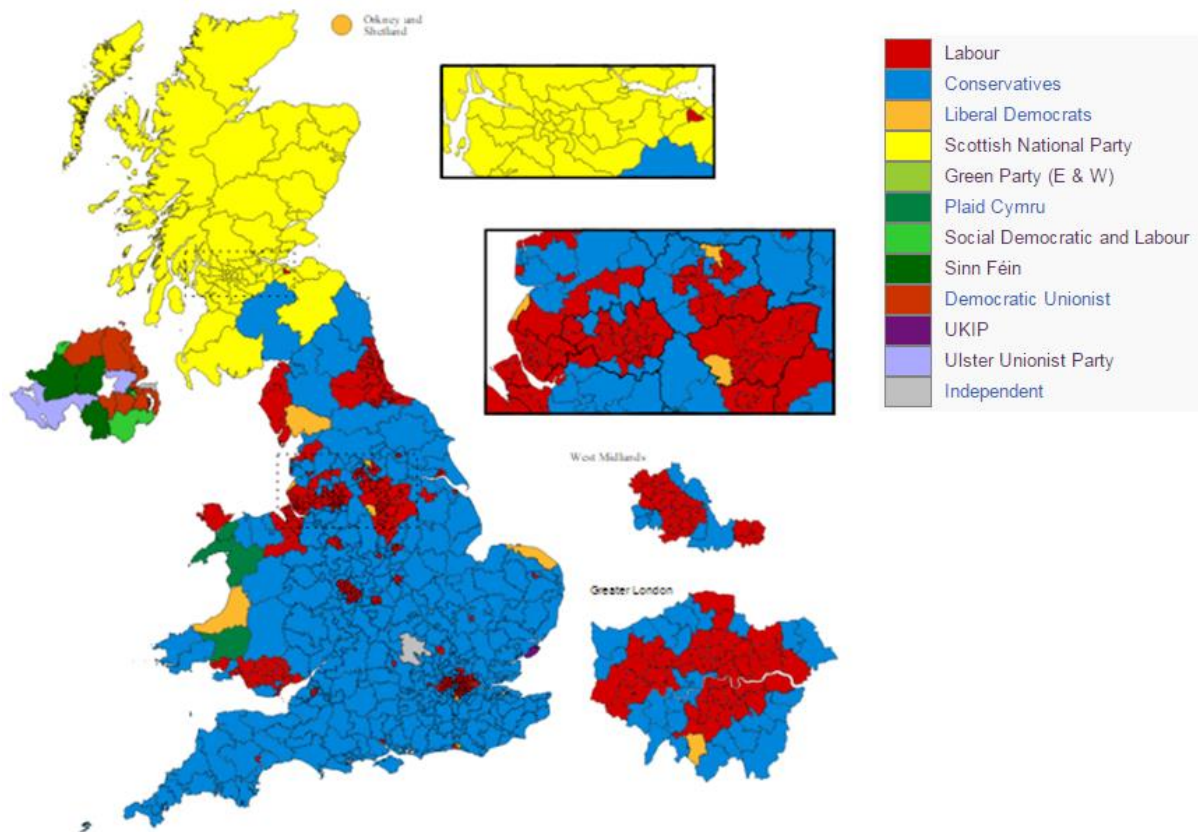 Orkney and
Shetland
West Midlands
Greater London
Labour
Conservatives
Liberal Democrats
Scottish National Party
Green Party (E & W)
Plaid Cymru
Social Democratic and Labour
Sinn Féin
Democratic Unionist
UKIP
Ulster Unionist Party
Independent